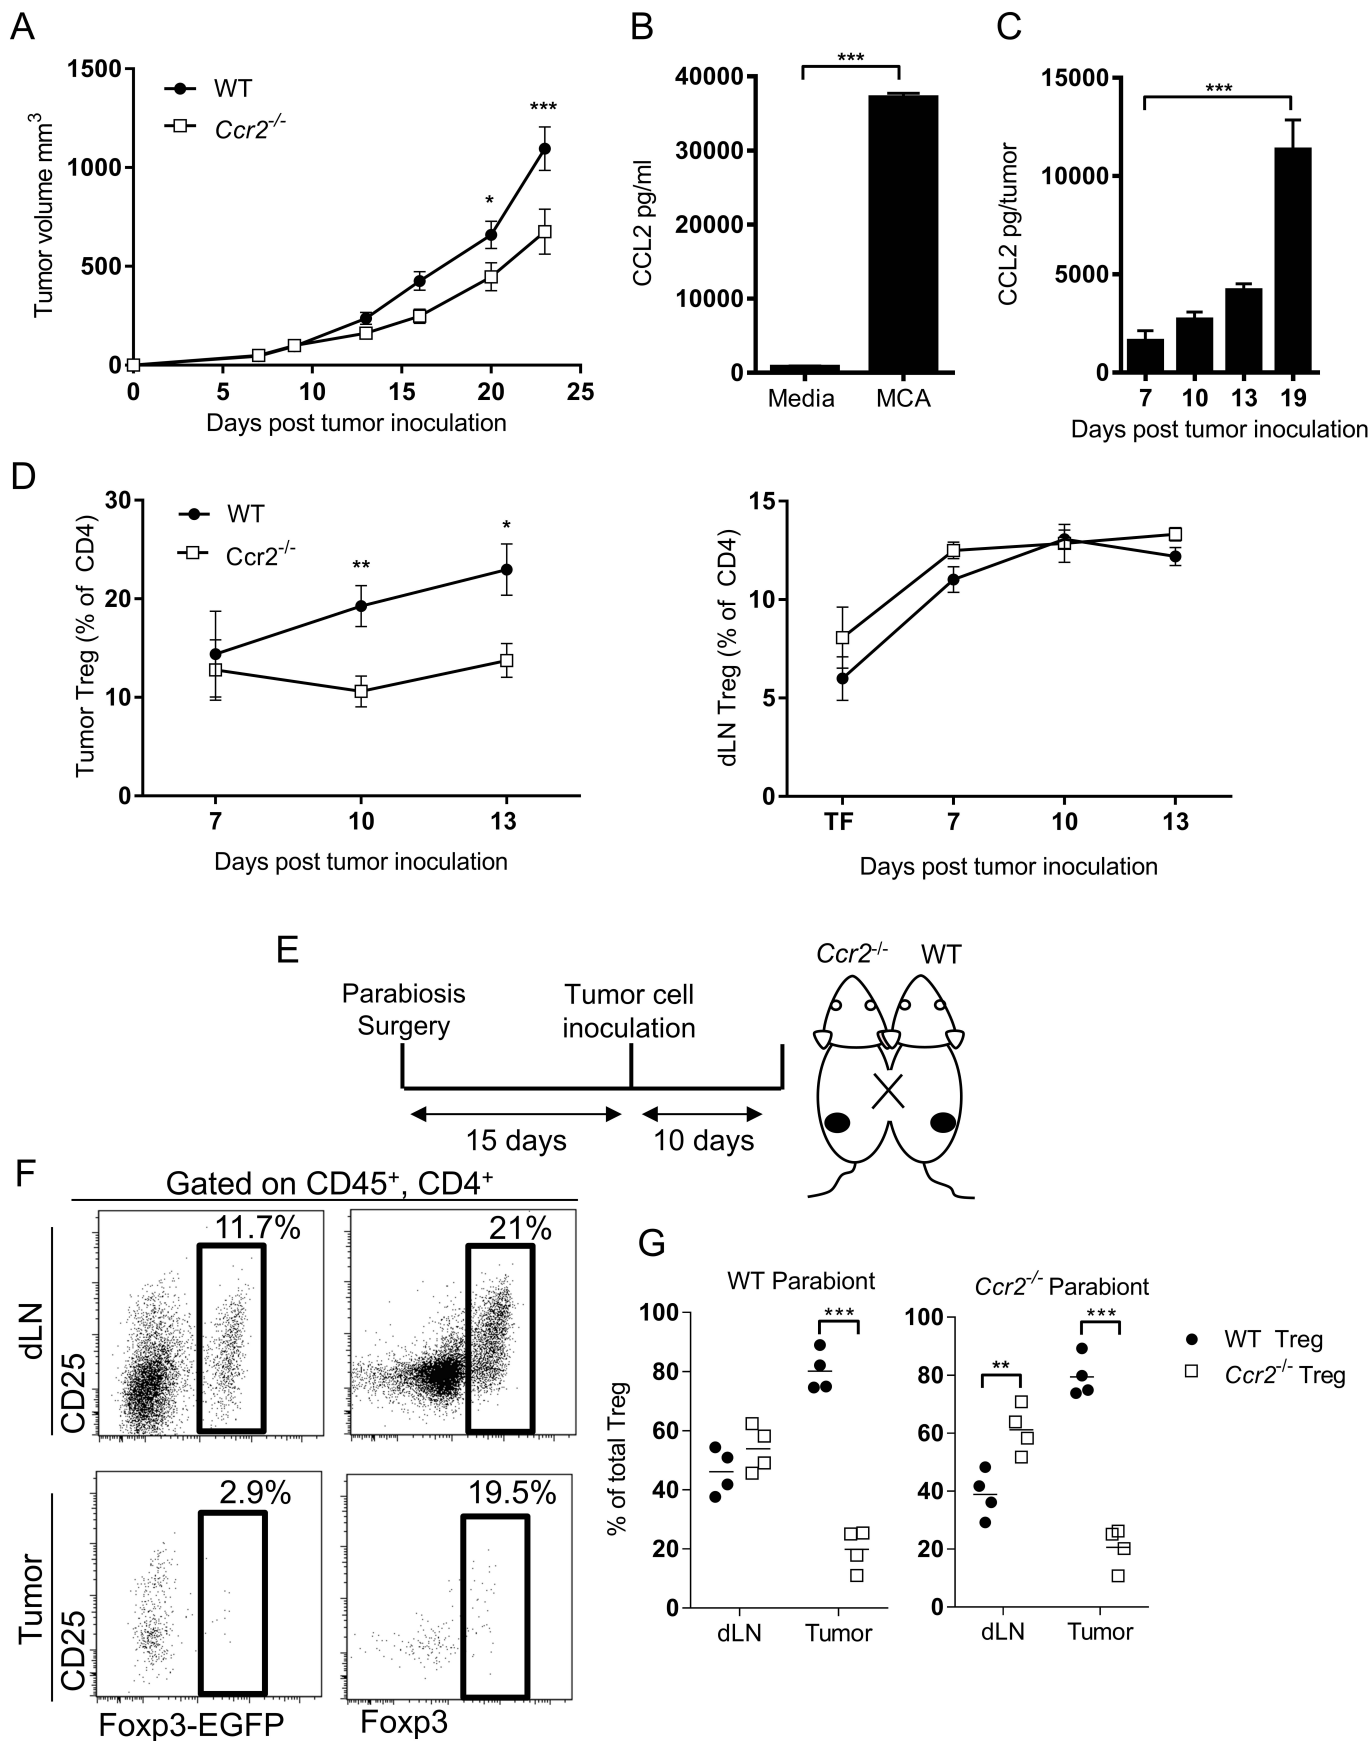 A
1500
1000
500
0
0 5 10 15 20 25
Tumor volume mm³
Days post tumor inoculation
WT
Ccr2-/-
*
***
B
40000
30000
20000
10000
0
CCL2 pg/ml
Media MCA
***
C
15000
10000
5000
0
CCL2 pg/tumor
7 10 13 19
Days post tumor inoculation
***
D
30
20
10
0
Tumor Treg (% of CD4)
7 10 13
Days post tumor inoculation
WT
Ccr2-/-
**
*
15
10
5
0
dLN Treg (% of CD4)
TF 7 10 13
Days post tumor inoculation
E
Parabiosis
Surgery
Tumor cell
inoculation
15 days
10 days
Ccr2-/- WT
F
Gated on CD45+, CD4+
dLN
CD25
11.7%
21%
Tumor
CD25
2.9%
19.5%
Foxp3-EGFP
Foxp3
G
WT Parabiont
100
80
60
40
20
0
% of total Treg
dLN Tumor
***
Ccr2-/- Parabiont
100
80
60
40
20
0
dLN Tumor
**
***
WT Treg
Ccr2-/- Treg